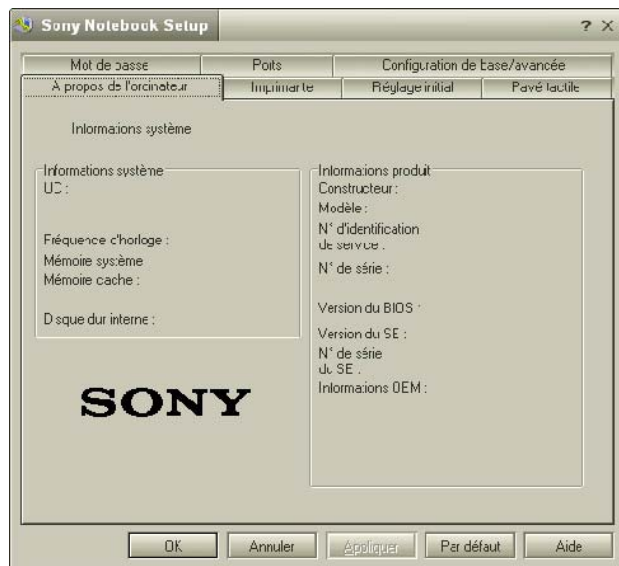 Sony Notebook Setup
Mot de passe Ports Configuration de base/avancée
A propos de l'ordinateur Imprimante Réglage initial Pavé tactile
Informations système
Informations système
UC :
Fréquence d'horloge :
Mémoire système
Mémoire cache :
Disque dur interne :
SONY
Informations produit
Constructeur :
Modèle :
N° d'identification
de service :
N° de série :
Version du BIOS :
Version du SE :
N° de série
du SE :
Informations OEM :
OK Annuler Appliquer Par défaut Aide